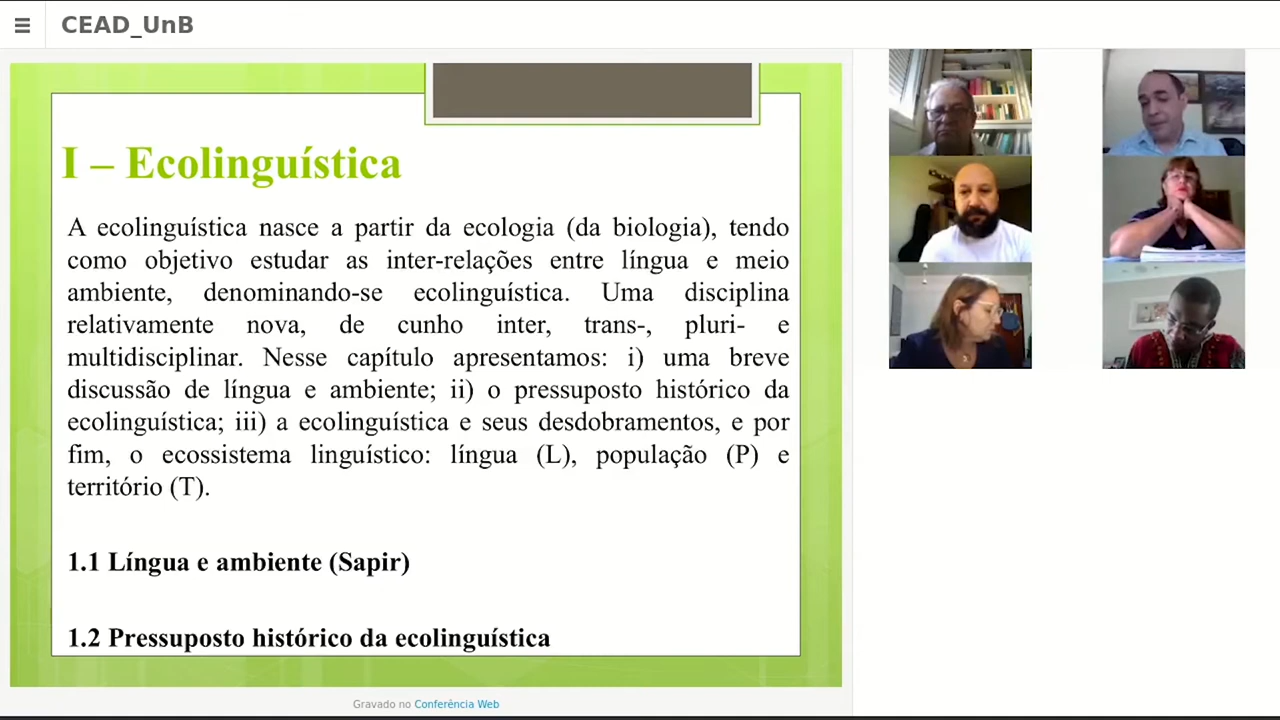 CEAD_UnB
I – Ecolinguística
A ecolinguística nasce a partir da ecologia (da biologia), tendo
como objetivo estudar as inter-relações entre língua e meio
ambiente, denominando-se ecolinguística. Uma disciplina
relativamente nova, de cunho inter, trans-, pluri- e
multidisciplinar. Nesse capítulo apresentamos: i) uma breve
discussão de língua e ambiente; ii) o pressuposto histórico da
ecolinguística; iii) a ecolinguística e seus desdobramentos, e por
fim, o ecossistema linguístico: língua (L), população (P) e
território (T).
1.1 Língua e ambiente (Sapir)
1.2 Pressuposto histórico da ecolinguística
Gravado no Conferência Web